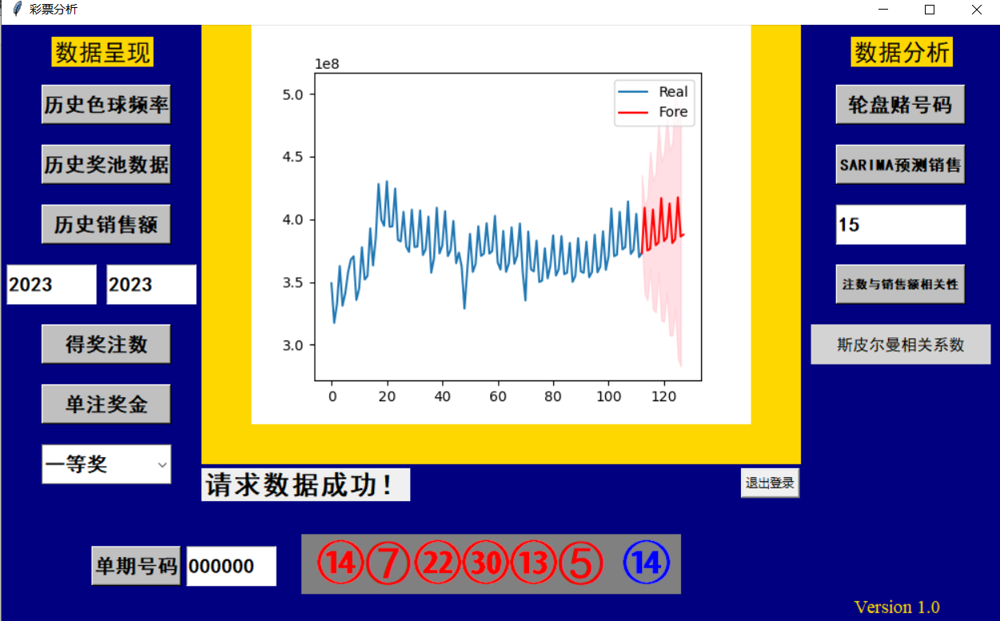 彩票分析
数据呈现
历史色球频率
历史奖池数据
历史销售额
2023 2023
得奖注数
单注奖金
一等奖
1e8
5.0
4.5
4.0
3.5
3.0
0 20 40 60 80 100 120
Real
Fore
数据分析
轮盘赌号码
SARIMA预测销售
15
注数与销售额相关性
斯皮尔曼相关系数
请求数据成功!
退出登录
单期号码 000000
14 7 22 30 13 5 14
Version 1.0